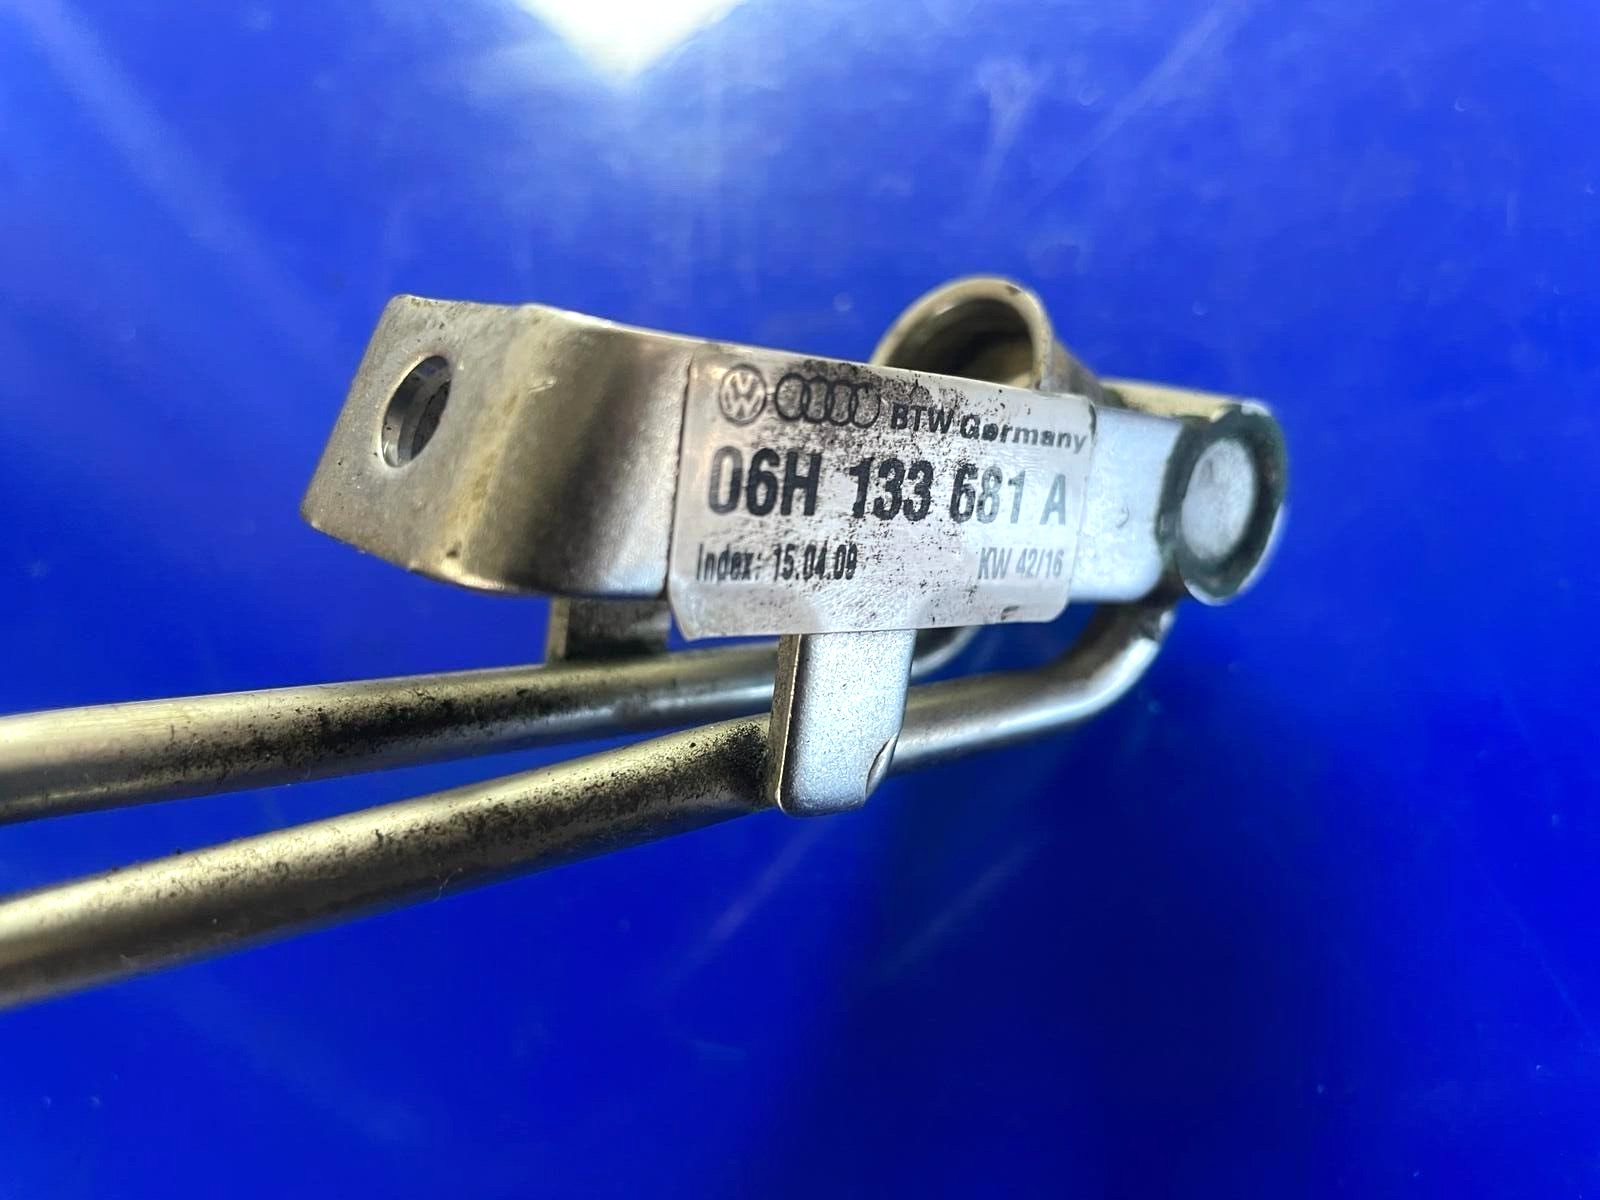 BTW Germany
06H 133 681 A
Index: 15.04.09 KW 42/16